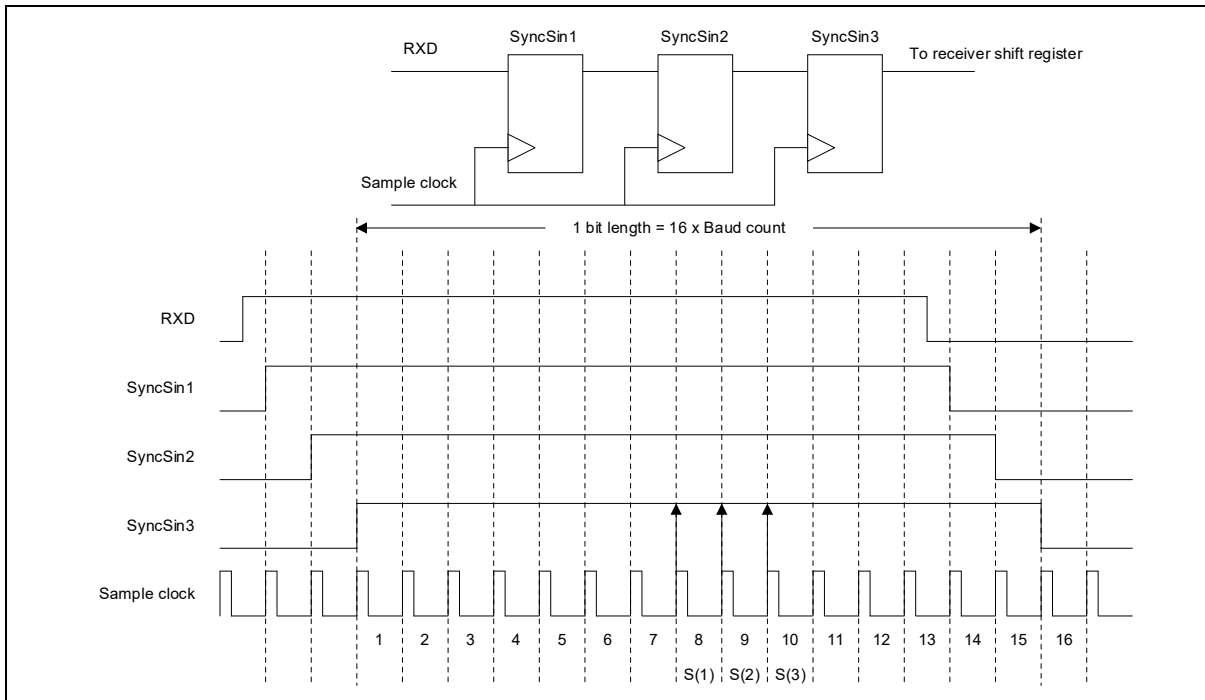 SyncSin1 SyncSin2 SyncSin3
RXD To receiver shift register
Sample clock
1 bit length = 16 x Baud count
RXD
SyncSin1
SyncSin2
SyncSin3
Sample clock
1 2 3 4 5 6 7 8 9 10 11 12 13 14 15 16
S(1) S(2) S(3)